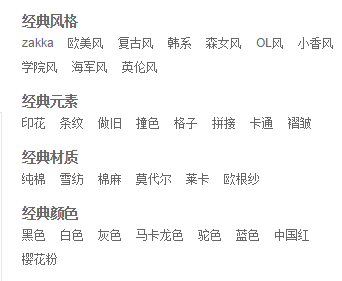 经典风格
zakka 欧美风 复古风 韩系 森女风 OL风 小香风
学院风 海军风 英伦风
经典元素
印花 条纹 做旧 撞色 格子 拼接 卡通 褶皱
经典材质
纯棉 雪纺 棉麻 莫代尔 莱卡 欧根纱
经典颜色
黑色 白色 灰色 马卡龙色 驼色 蓝色 中国红
樱花粉